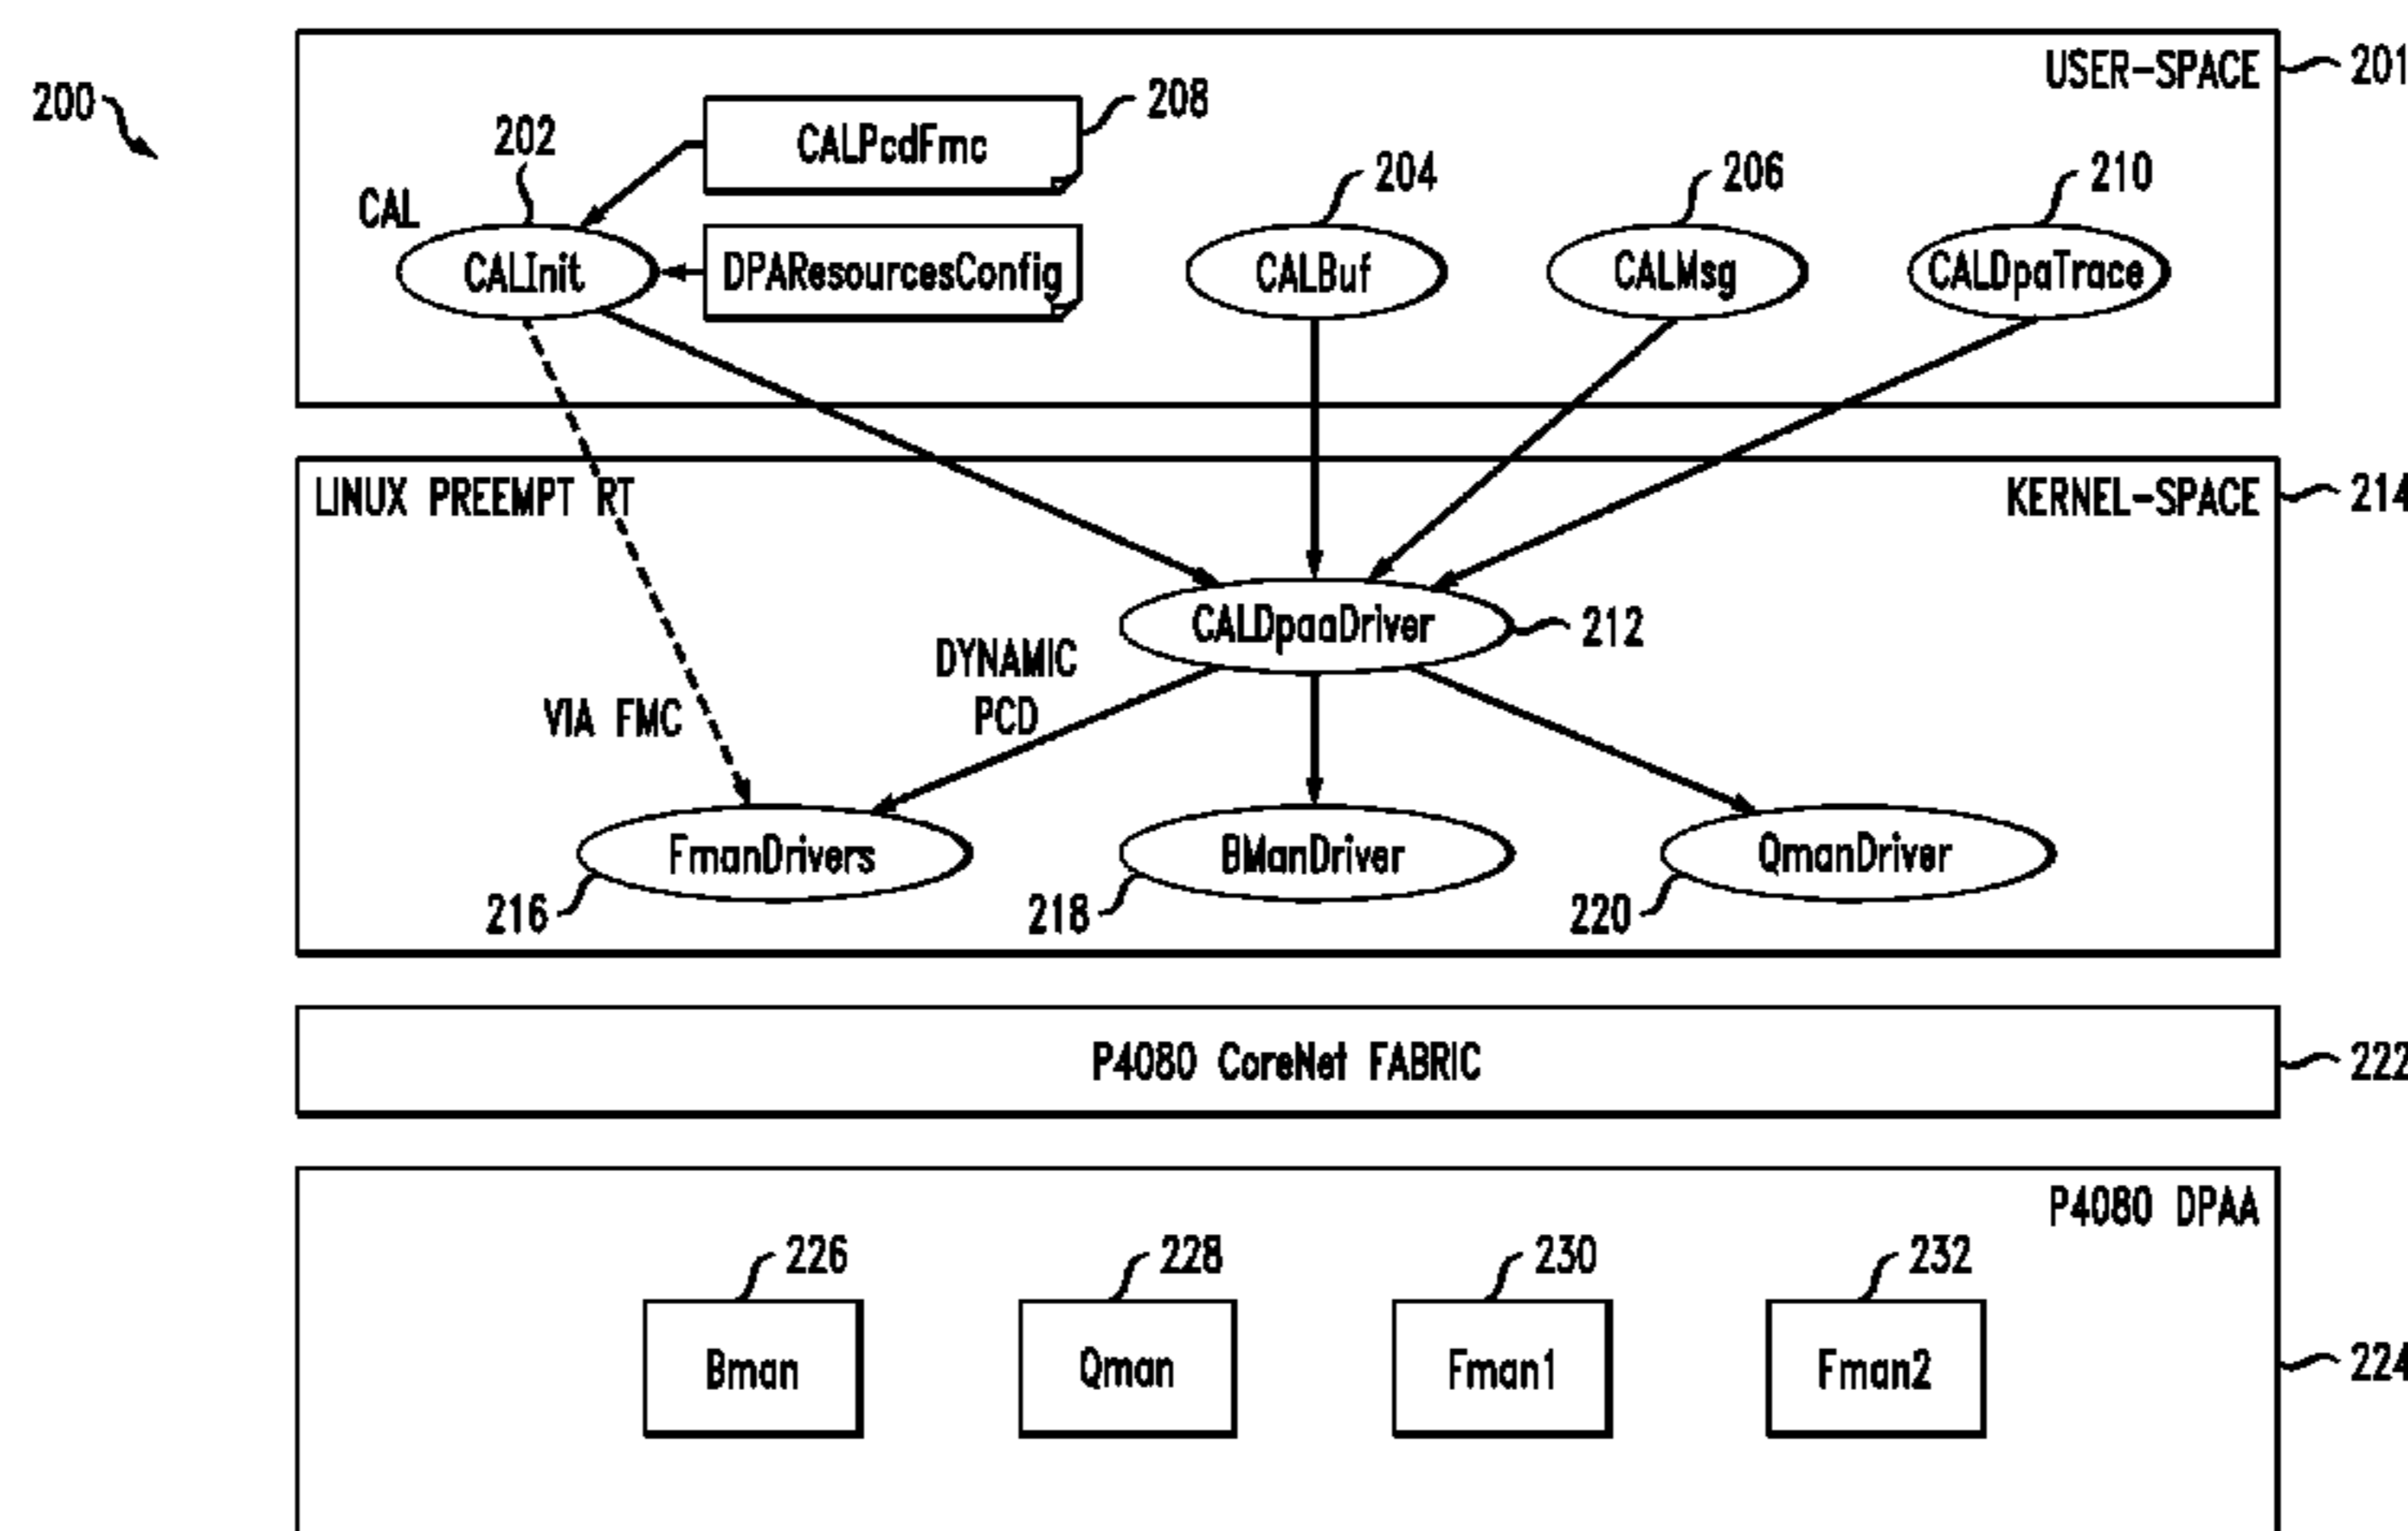 200
USER-SPACE 201
CALPcdFmc 208
202
204
206
210
CAL
CALInit
DPAResourcesConfig
CALBuf
CALMsg
CALDpaTrace
LINUX PREEMPT RT
KERNEL-SPACE 214
CALDpaaDriver 212
DYNAMIC
PCD
VIA FMC
FmanDrivers
BManDriver
QmanDriver
216
218
220
P4080 CoreNet FABRIC 222
P4080 DPAA
226
228
230
232
Bman
Qman
Fman1
Fman2
224